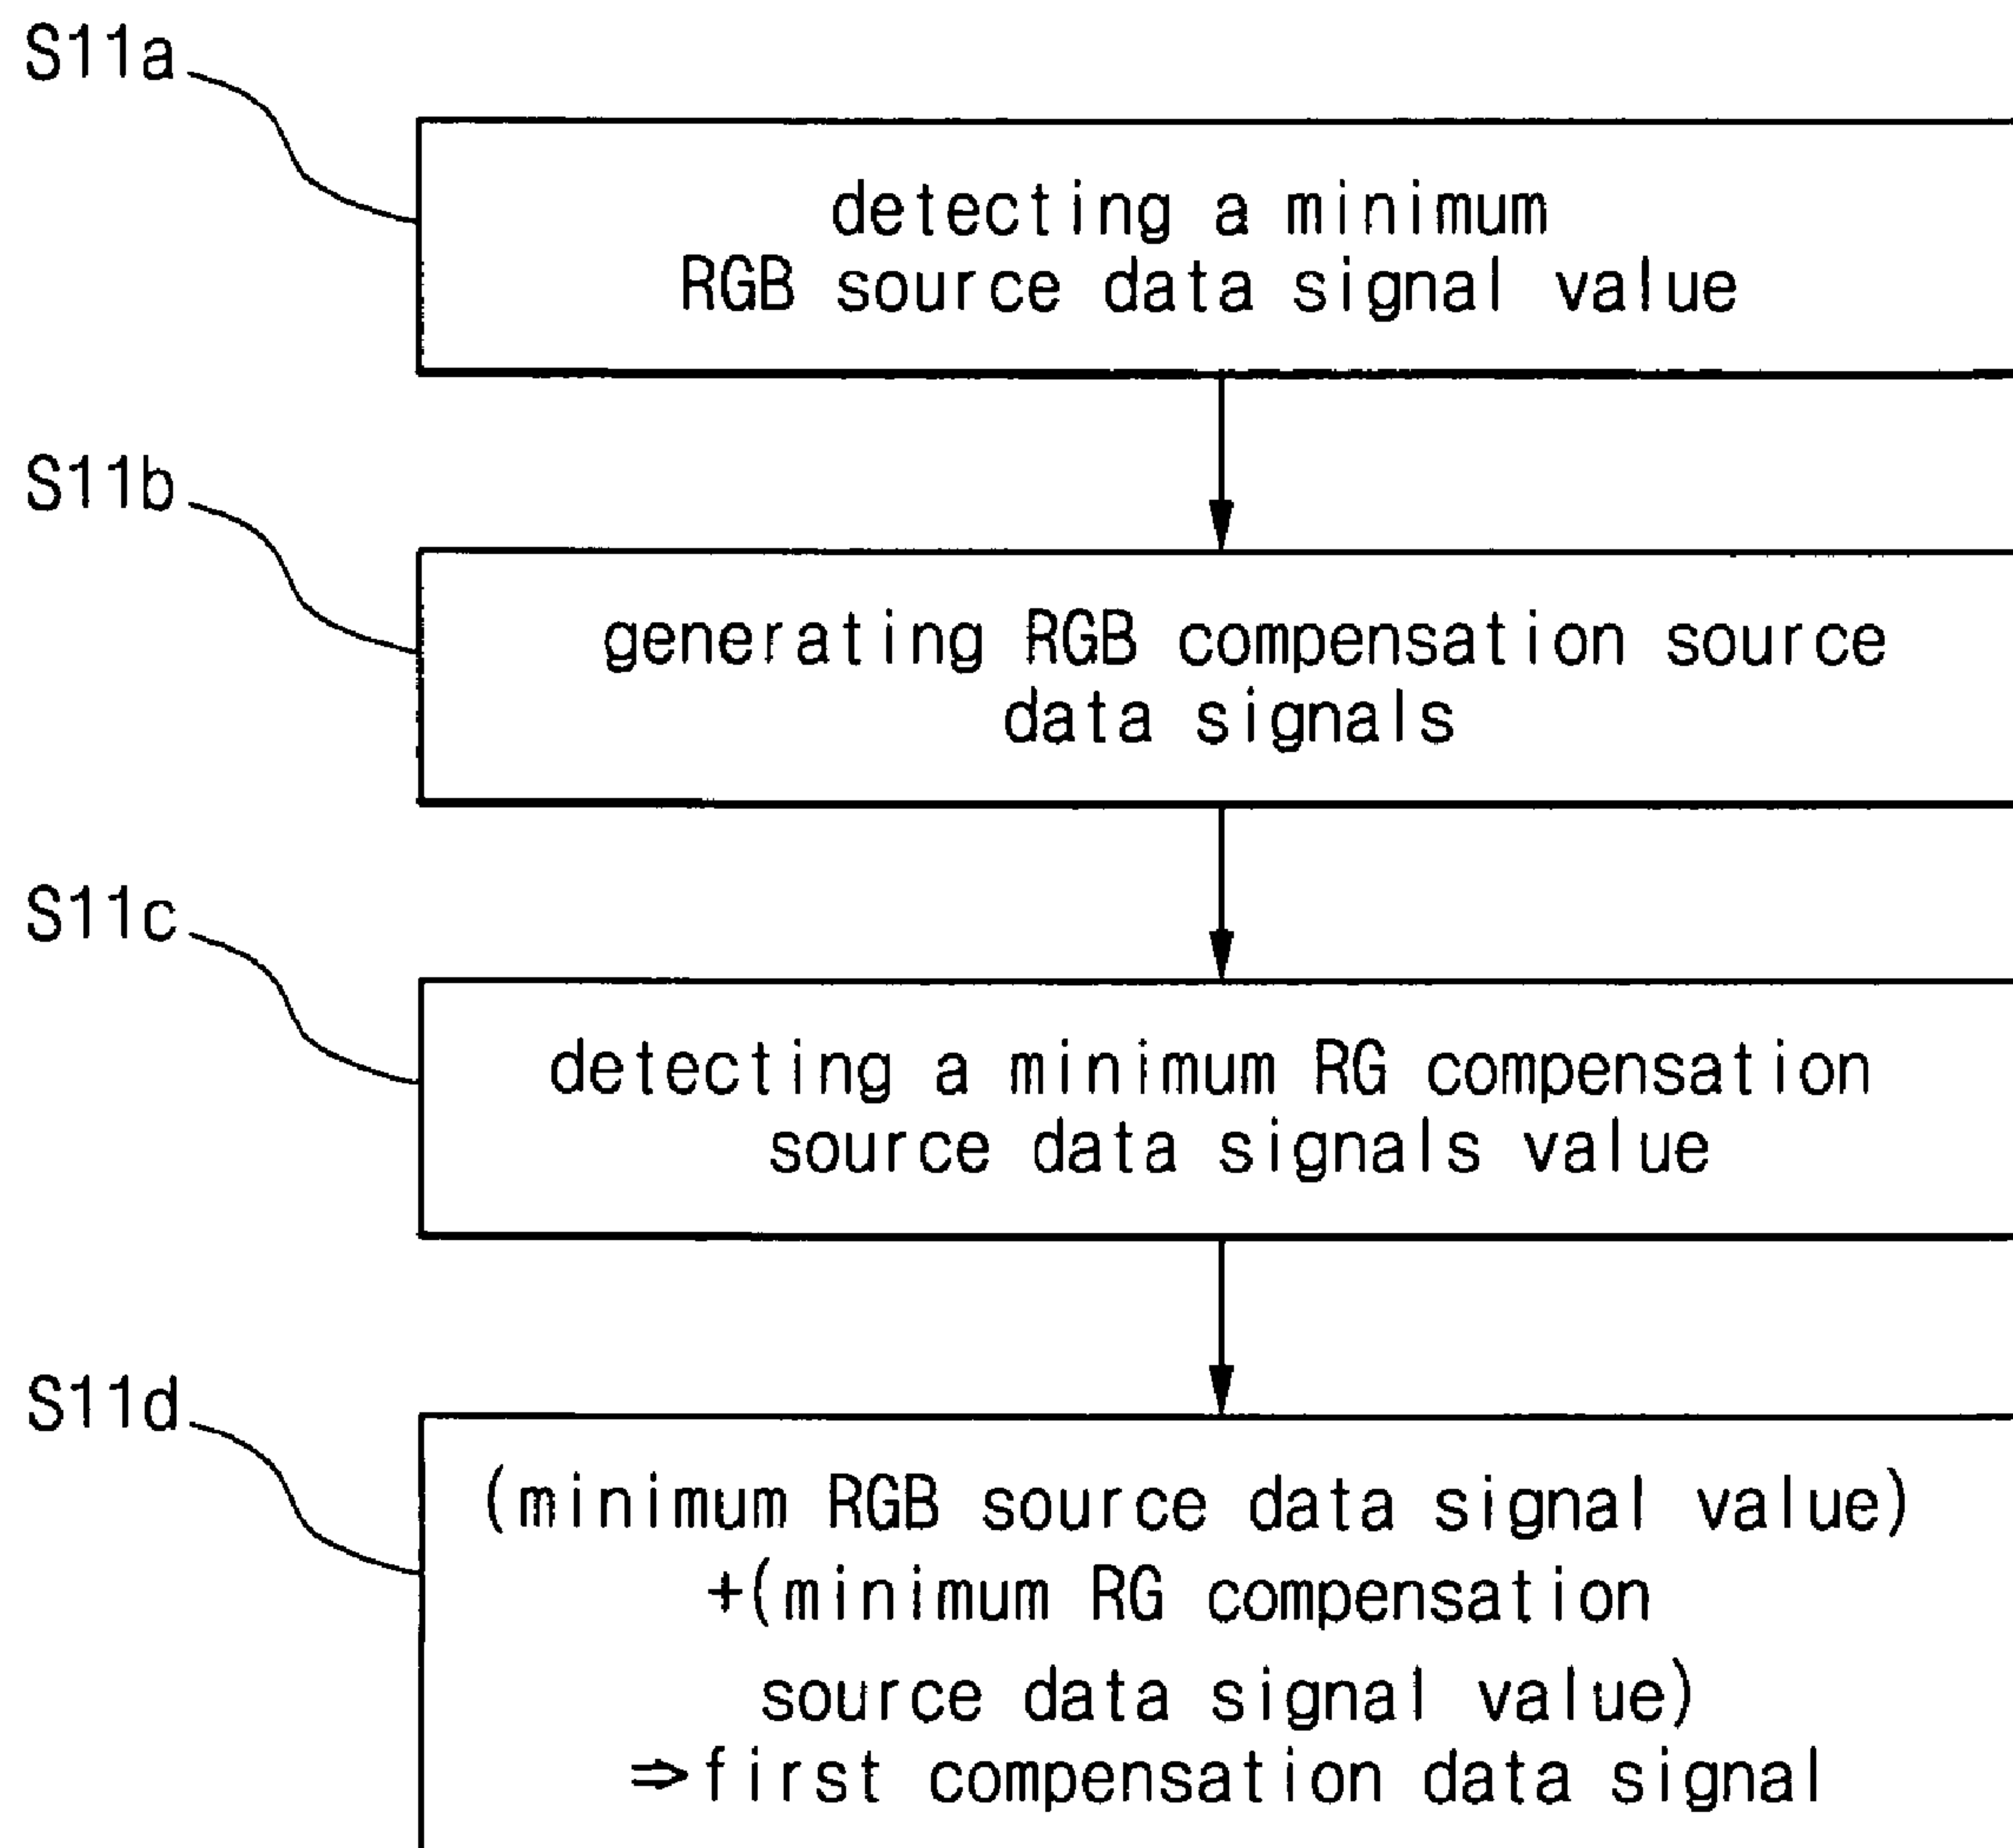 S11a
detecting a minimum
RGB source data signal value
S11b
generating RGB compensation source
data signals
S11c
detecting a minimum RG compensation
source data signals value
S11d
(minimum RGB source data signal value)
+(minimum RG compensation
source data signal value)
⇒first compensation data signal